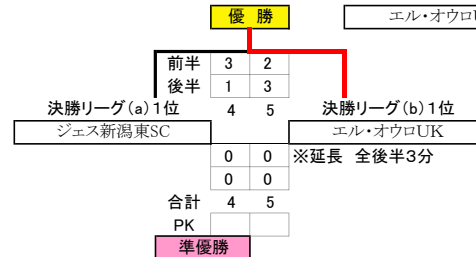 優 勝 エル・オウロU
前半 3 2
後半 1 3
決勝リーグ(a)1位 4 5 決勝リーグ(b)1位
ジェス新潟東SC エル・オウロUK
0 0 ※延長 全後半3分
0 0
合計 4 5
PK
準優勝